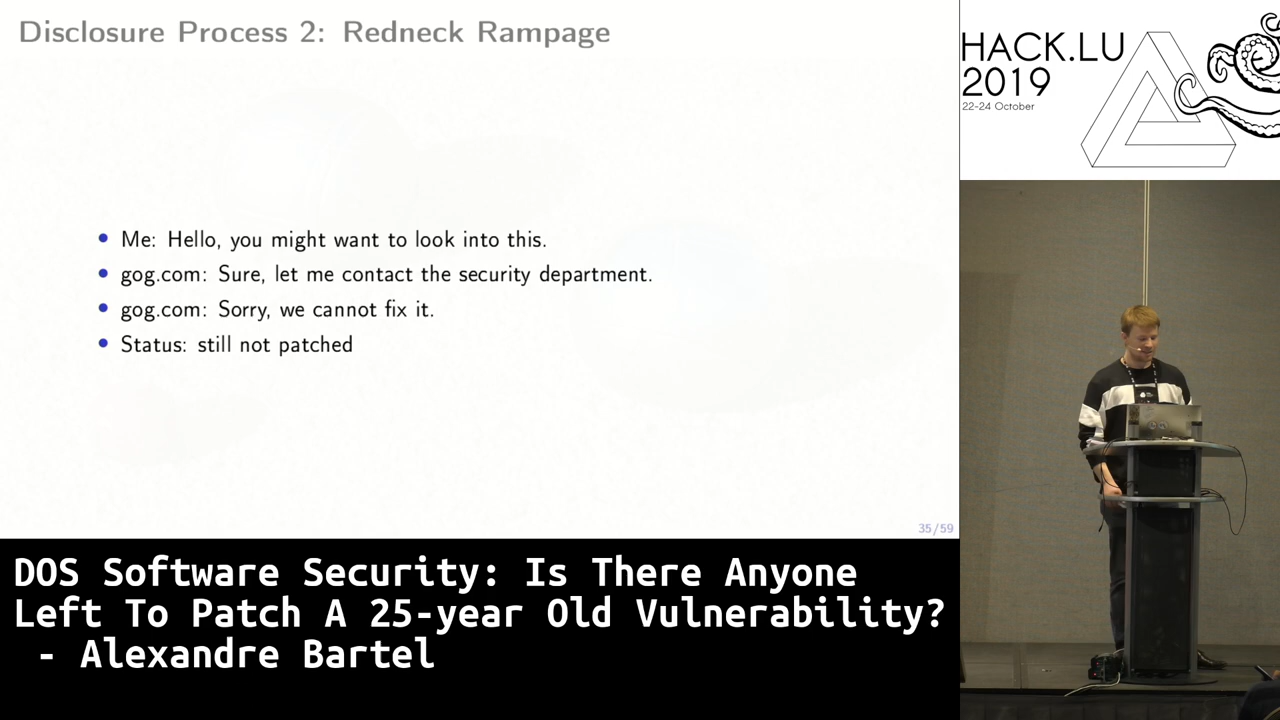 Disclosure Process 2: Redneck Rampage
• Me: Hello, you might want to look into this.
• gog.com: Sure, let me contact the security department.
• gog.com: Sorry, we cannot fix it.
• Status: still not patched
35/59
HACK.LU
2019
22-24 October
DOS Software Security: Is There Anyone
Left To Patch A 25-year Old Vulnerability?
- Alexandre Bartel